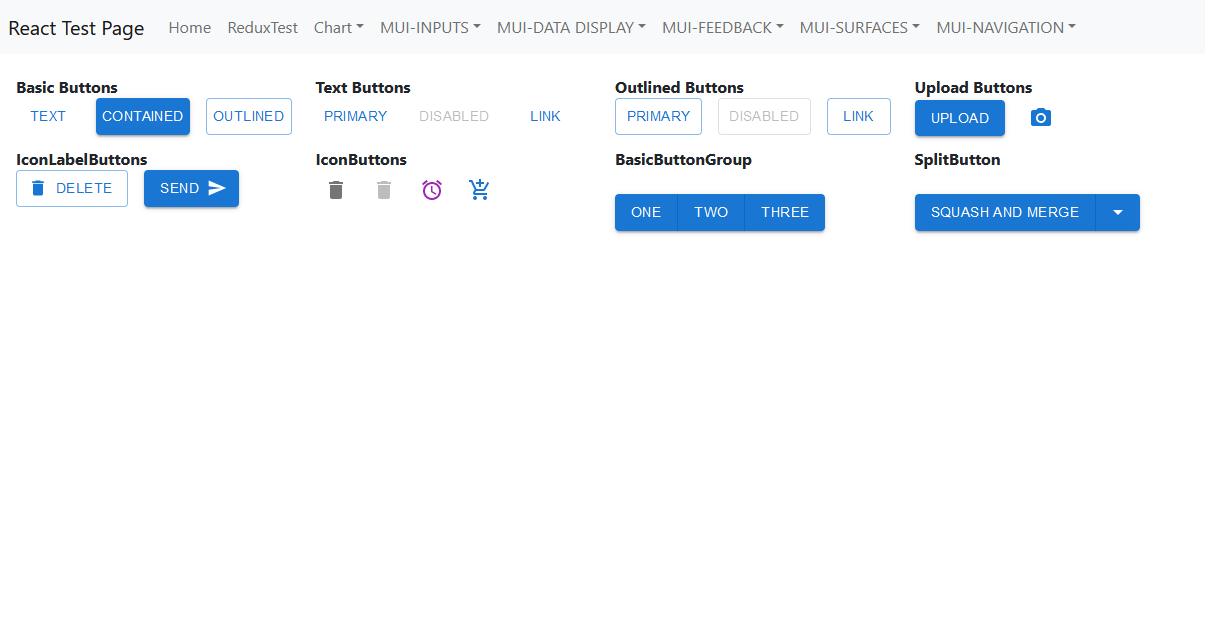 React Test Page Home ReduxTest Chart MUI-INPUTS MUI-DATA DISPLAY MUI-FEEDBACK MUI-SURFACES MUI-NAVIGATION
Basic Buttons Text Buttons Outlined Buttons Upload Buttons
TEXT CONTAINED OUTLINED PRIMARY DISABLED LINK PRIMARY DISABLED LINK UPLOAD
IconLabelButtons IconButtons BasicButtonGroup SplitButton
DELETE SEND
ONE TWO THREE SQUASH AND MERGE